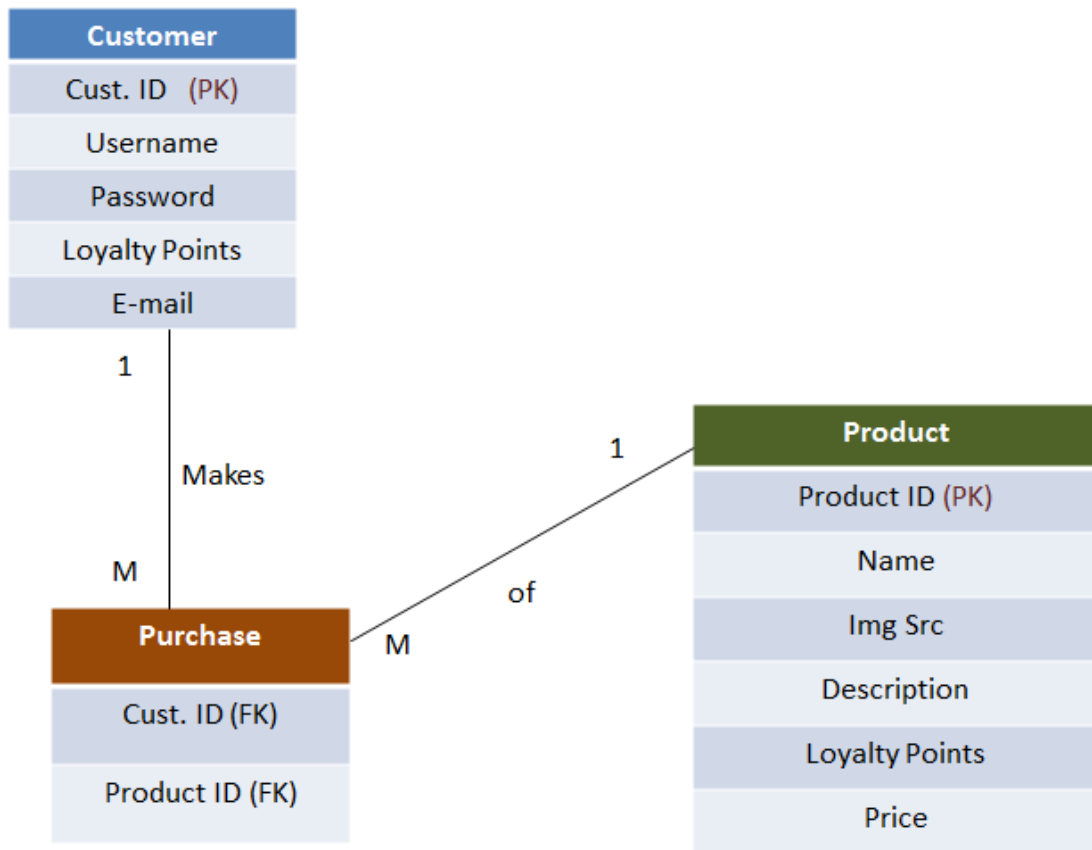 Customer
Cust. ID (PK)
Username
Password
Loyalty Points
E-mail
1
Makes
M
Purchase
Cust. ID (FK)
Product ID (FK)
M
of
1
Product
Product ID (PK)
Name
Img Src
Description
Loyalty Points
Price